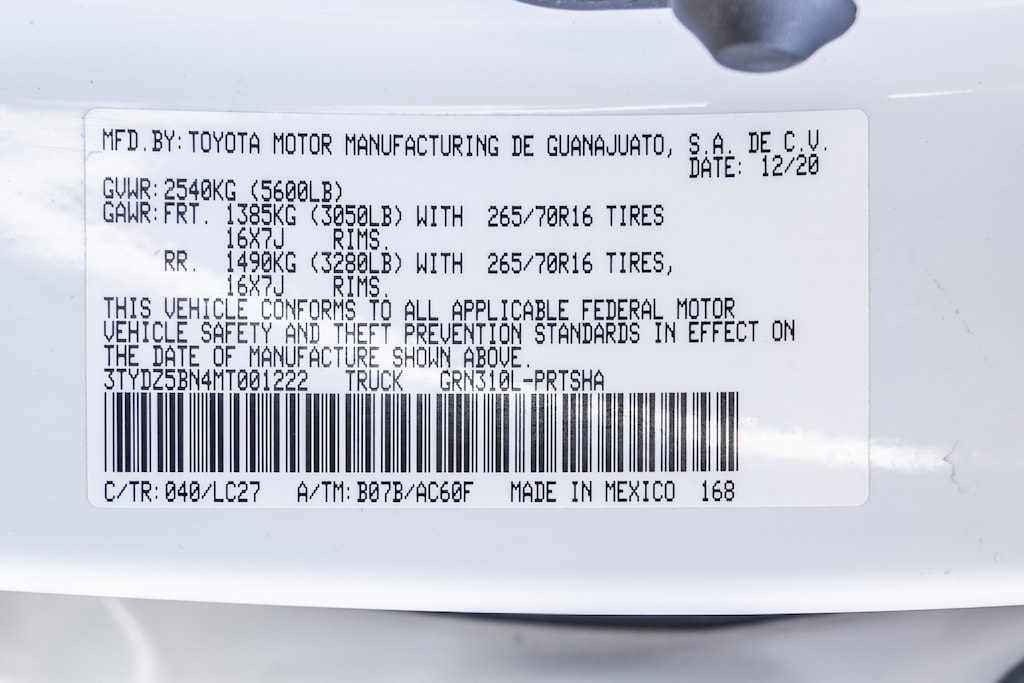 MFD.BY: TOYOTA MOTOR MANUFACTURING DE GUANAJUATO, S.A. DE C.V.
DATE: 12/20
GVWR: 2540KG (5600LB)
GAWR: FRT. 1385KG (3050LB) WITH 265/70R16 TIRES
16X7J RIMS.
RR. 1490KG (3280LB) WITH 265/70R16 TIRES,
16X7J RIMS.
THIS VEHICLE CONFORMS TO ALL APPLICABLE FEDERAL MOTOR
VEHICLE SAFETY AND THEFT PREVENTION STANDARDS IN EFFECT ON
THE DATE OF MANUFACTURE SHOWN ABOVE.
3TYDZ5BN4MT001222 TRUCK GRN310L-PRTSHA
C/TR: 040/LC27 A/TM: B07B/AC60F MADE IN MEXICO 168